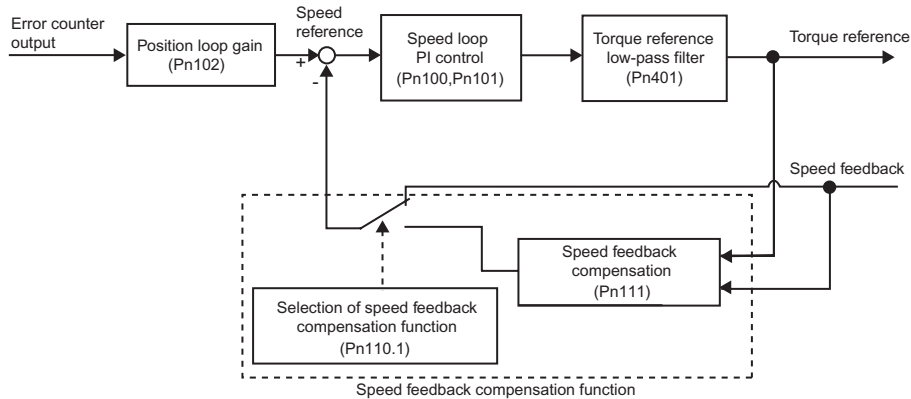 Error counter
output
Position loop gain
(Pn102)
Speed
reference
+
-
Speed loop
PI control
(Pn100,Pn101)
Torque reference
low-pass filter
(Pn401)
Torque reference
Speed feedback
Speed feedback
compensation
(Pn111)
Selection of speed feedback
compensation function
(Pn110.1)
Speed feedback compensation function